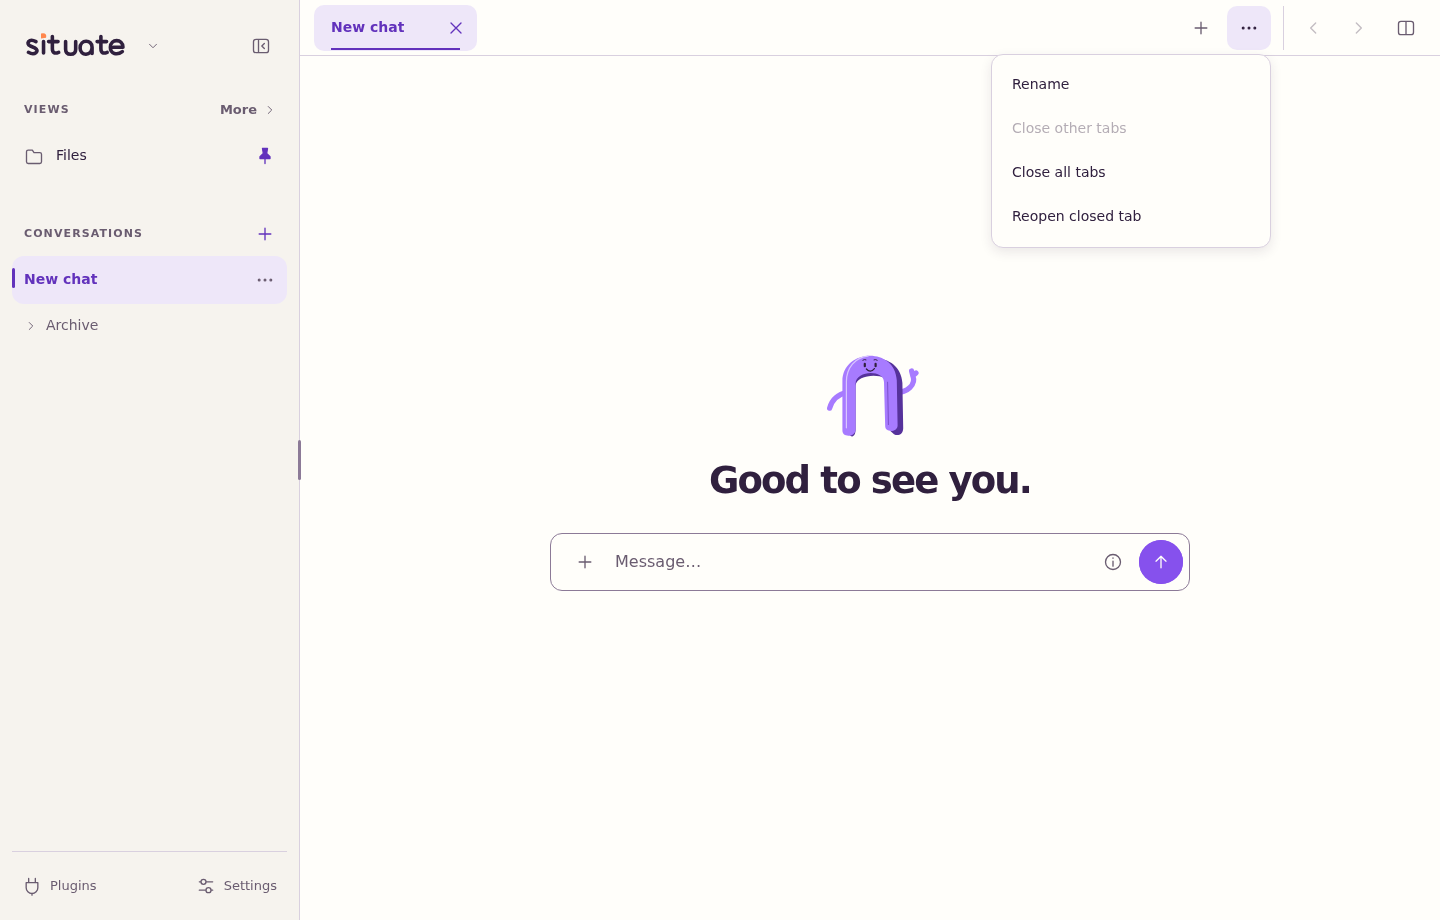 situate
New chat
VIEWS
More
Files
CONVERSATIONS
New chat
Archive
Rename
Close other tabs
Close all tabs
Reopen closed tab
Good to see you.
Message…
Plugins
Settings